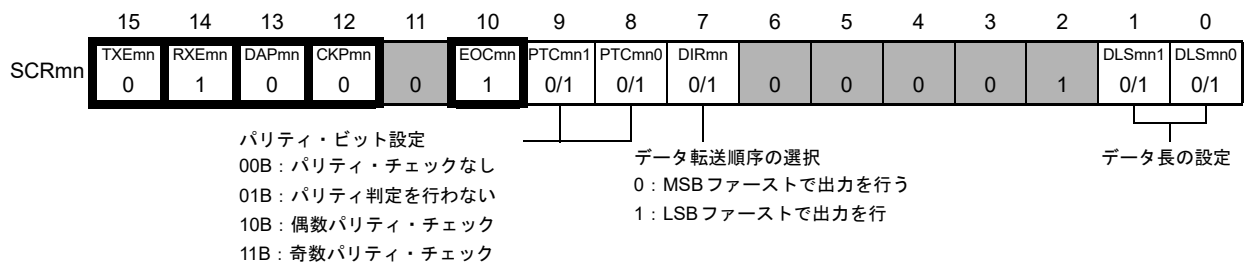 15 14 13 12 11 10 9 8 7 6 5 4 3 2 1 0
SCRmn
TXEmn RXEmn DAPmn CKPmn EOCmn PTCmn1 PTCmn0 DIRmn DLSmn1 DLSmn0
0 1 0 0 0 1 0/1 0/1 0/1 0 0 0 0 1 0/1 0/1
パリティ・ビット設定
00B：パリティ・チェックなし
01B：パリティ判定を行わない
10B：偶数パリティ・チェック
11B：奇数パリティ・チェック
データ転送順序の選択
0：MSBファーストで出力を行う
1：LSBファーストで出力を行
データ長の設定